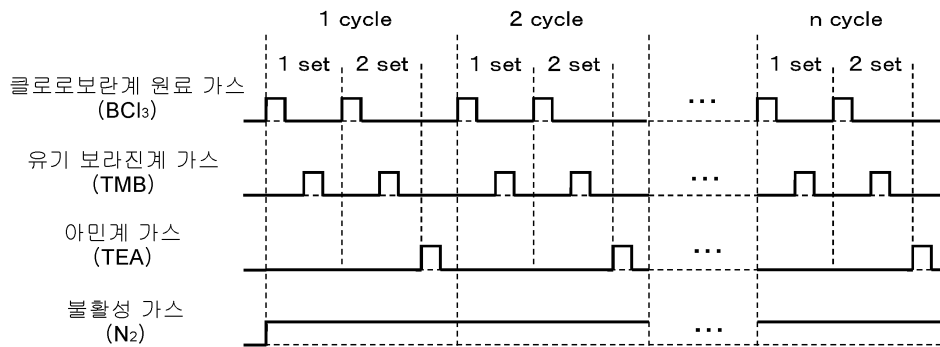 1 cycle 2 cycle n cycle
1 set 2 set 1 set 2 set 1 set 2 set
클로로보란계 원료 가스
(BCl₃)
...
유기 보라진계 가스
(TMB)
...
아민계 가스
(TEA)
...
불활성 가스
(N₂)
...